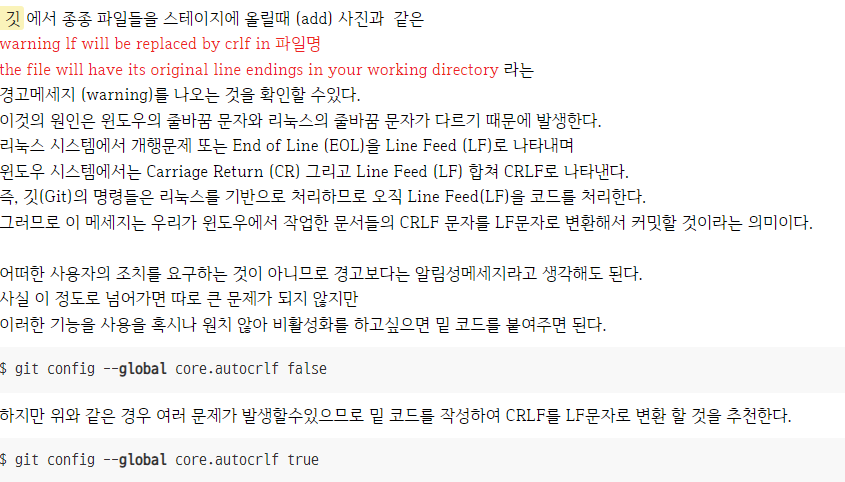 깃 에서 종종 파일들을 스테이지에 올릴때 (add) 사진과 같은
warning lf will be replaced by crlf in 파일명
the file will have its original line endings in your working directory 라는
경고메세지 (warning)를 나오는 것을 확인할 수있다.
이것의 원인은 윈도우의 줄바꿈 문자와 리눅스의 줄바꿈 문자가 다르기 때문에 발생한다.
리눅스 시스템에서 개행문제 또는 End of Line (EOL)을 Line Feed (LF)로 나타내며
윈도우 시스템에서는 Carriage Return (CR) 그리고 Line Feed (LF) 합쳐 CRLF로 나타낸다.
즉, 깃(Git)의 명령들은 리눅스를 기반으로 처리하므로 오직 Line Feed(LF)을 코드를 처리한다.
그러므로 이 메세지는 우리가 윈도우에서 작업한 문서들의 CRLF 문자를 LF문자로 변환해서 커밋할 것이라는 의미이다.
어떠한 사용자의 조치를 요구하는 것이 아니므로 경고보다는 알림성메세지라고 생각해도 된다.
사실 이 정도로 넘어가면 따로 큰 문제가 되지 않지만
이러한 기능을 사용을 혹시나 원치 않아 비활성화를 하고싶으면 밑 코드를 붙여주면 된다.
$ git config --global core.autocrlf false
하지만 위와 같은 경우 여러 문제가 발생할수있으므로 밑 코드를 작성하여 CRLF를 LF문자로 변환 할 것을 추천한다.
$ git config --global core.autocrlf true